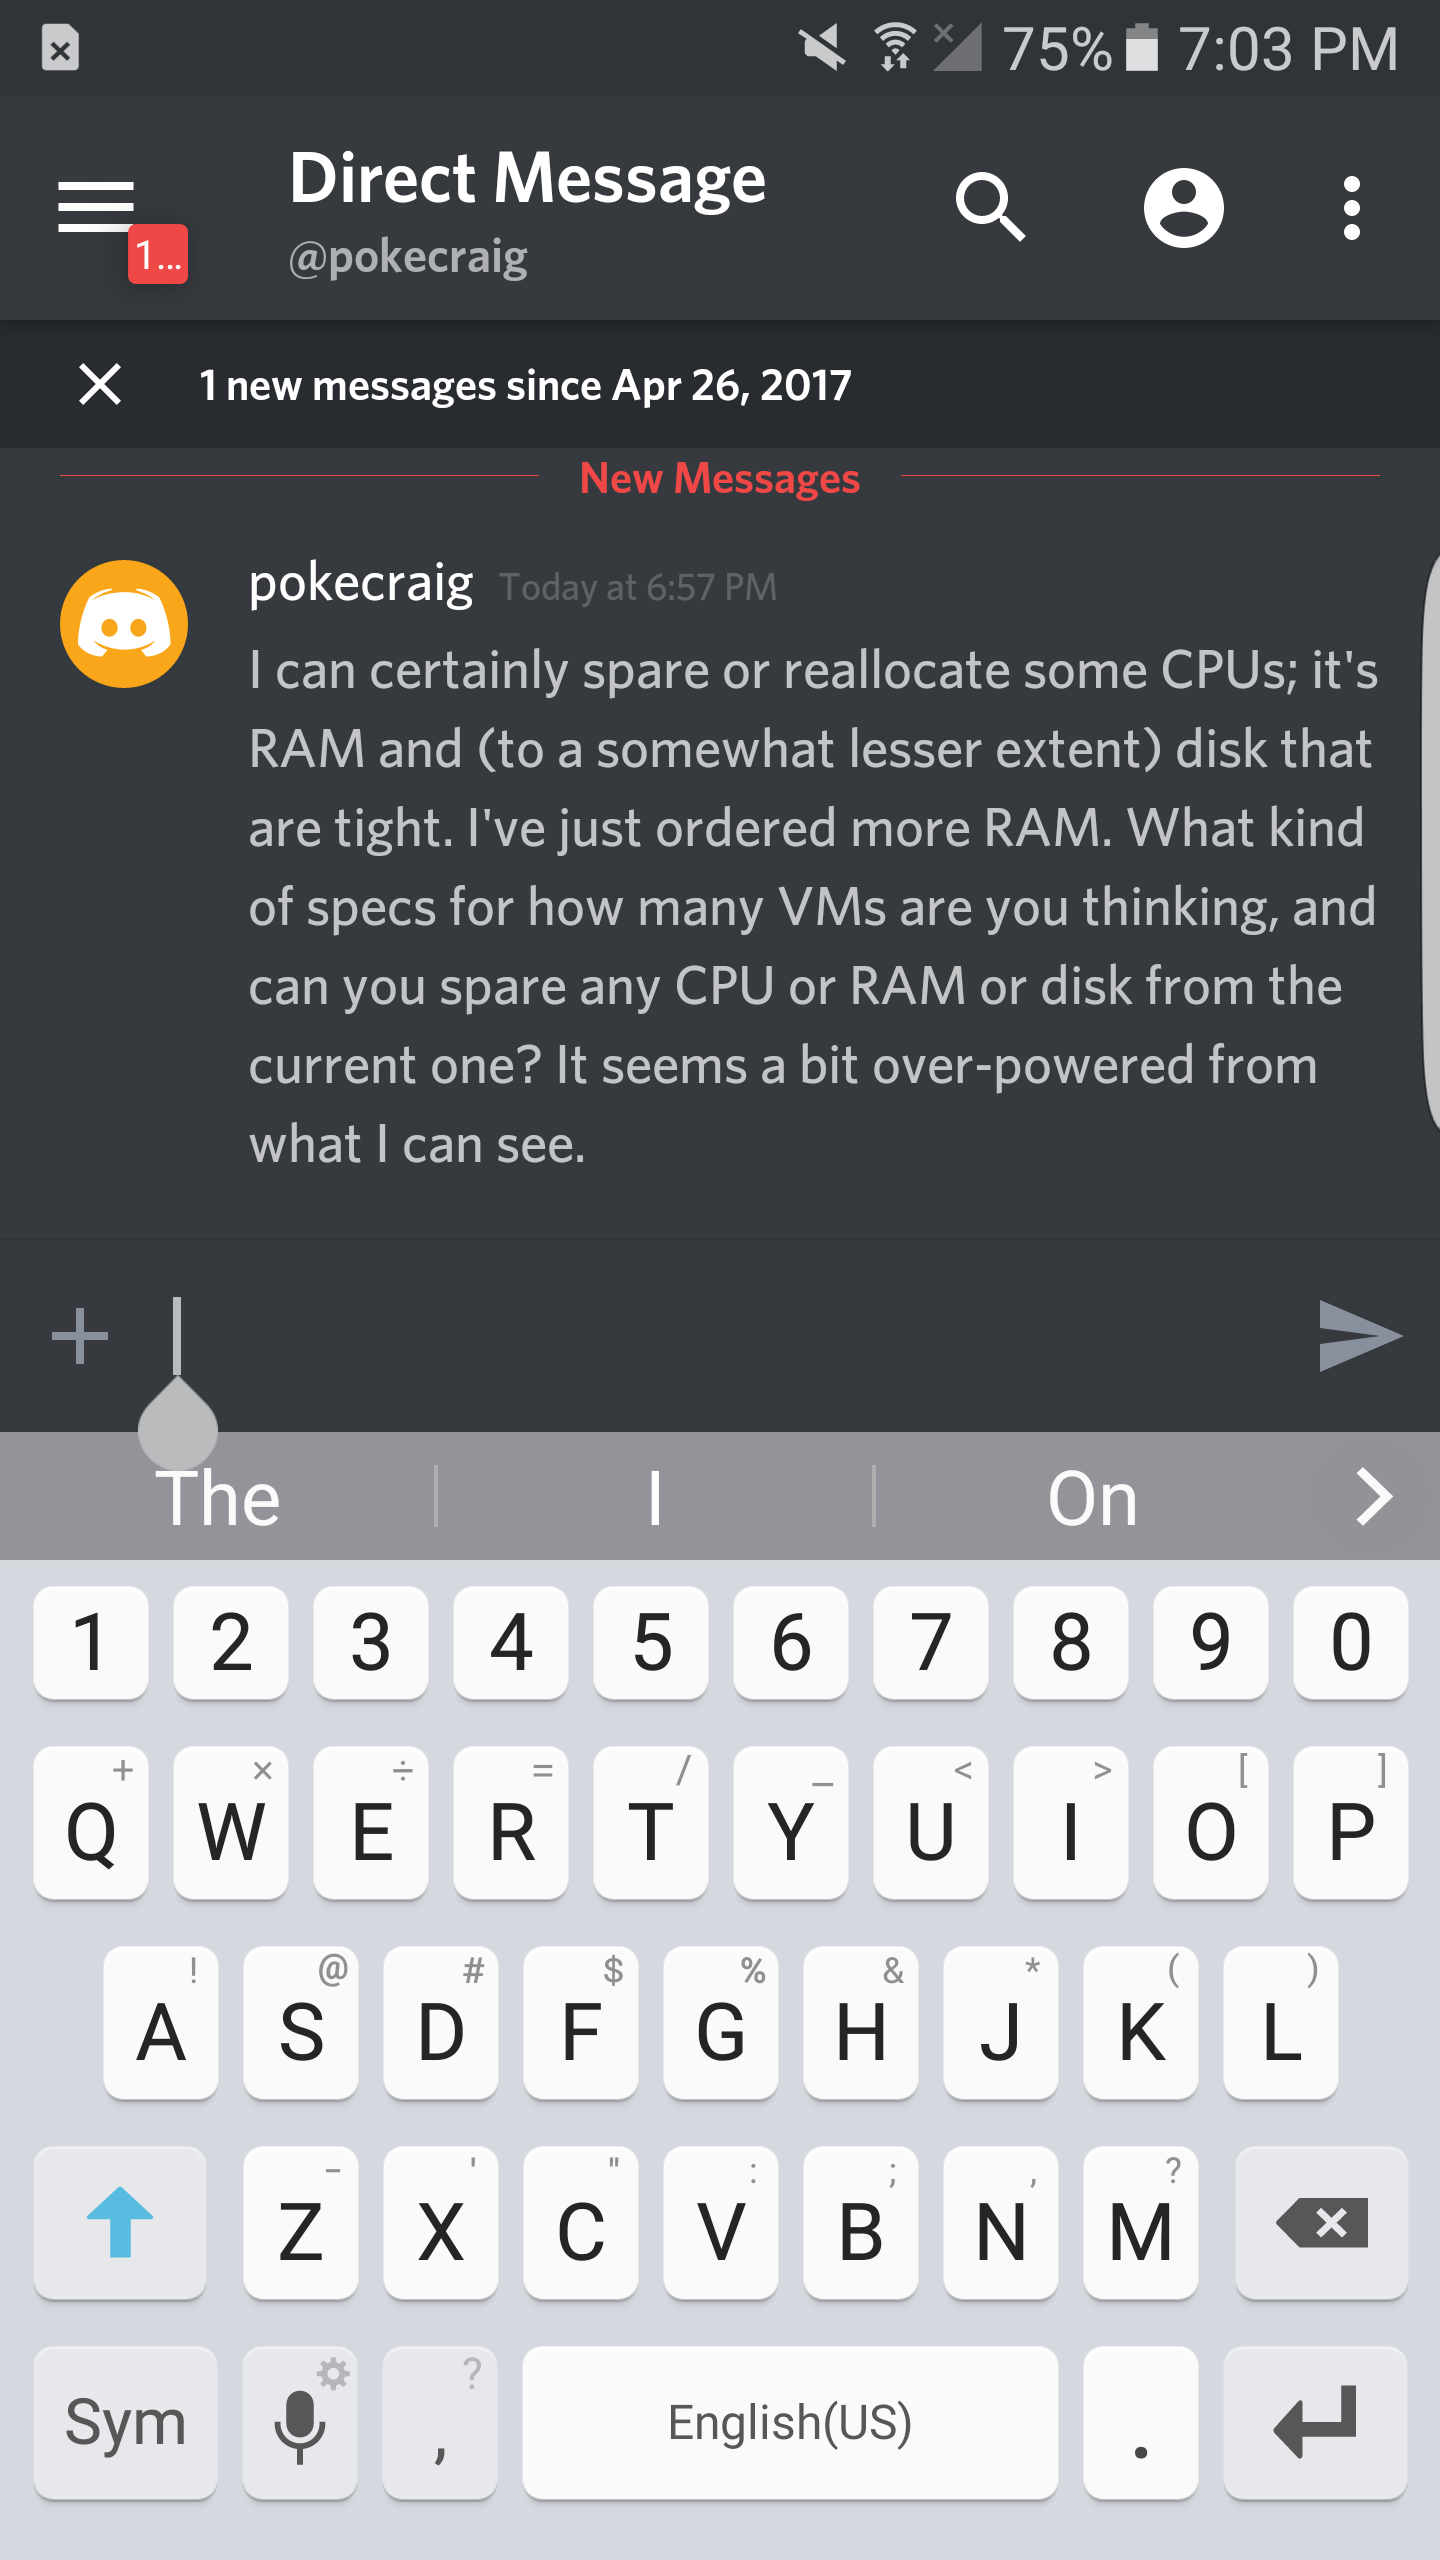 75% 7:03 PM
Direct Message
1...
@pokecraig
1 new messages since Apr 26, 2017
New Messages
pokecraig Today at 6:57 PM
I can certainly spare or reallocate some CPUs; it's
RAM and (to a somewhat lesser extent) disk that
are tight. I've just ordered more RAM. What kind
of specs for how many VMs are you thinking, and
can you spare any CPU or RAM or disk from the
current one? It seems a bit over-powered from
what I can see.
The I On
1 2 3 4 5 6 7 8 9 0
+ × ÷ = / _ < > [ ]
Q W E R T Y U I O P
! @ # $ % & * ( )
A S D F G H J K L
- ' " : ; , ?
Z X C V B N M
?
Sym , English(US) .